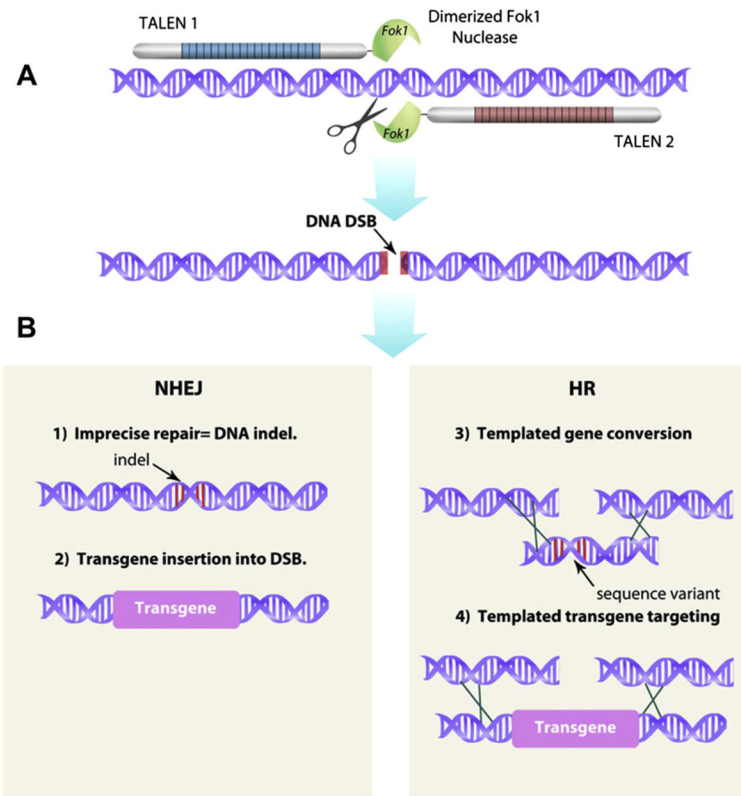 TALEN 1
Fok1
Dimerized Fok1
Nuclease
A
Fok1
TALEN 2
DNA DSB
B
NHEJ
1) Imprecise repair= DNA indel.
indel
2) Transgene insertion into DSB.
Transgene
HR
3) Templated gene conversion
sequence variant
4) Templated transgene targeting
Transgene